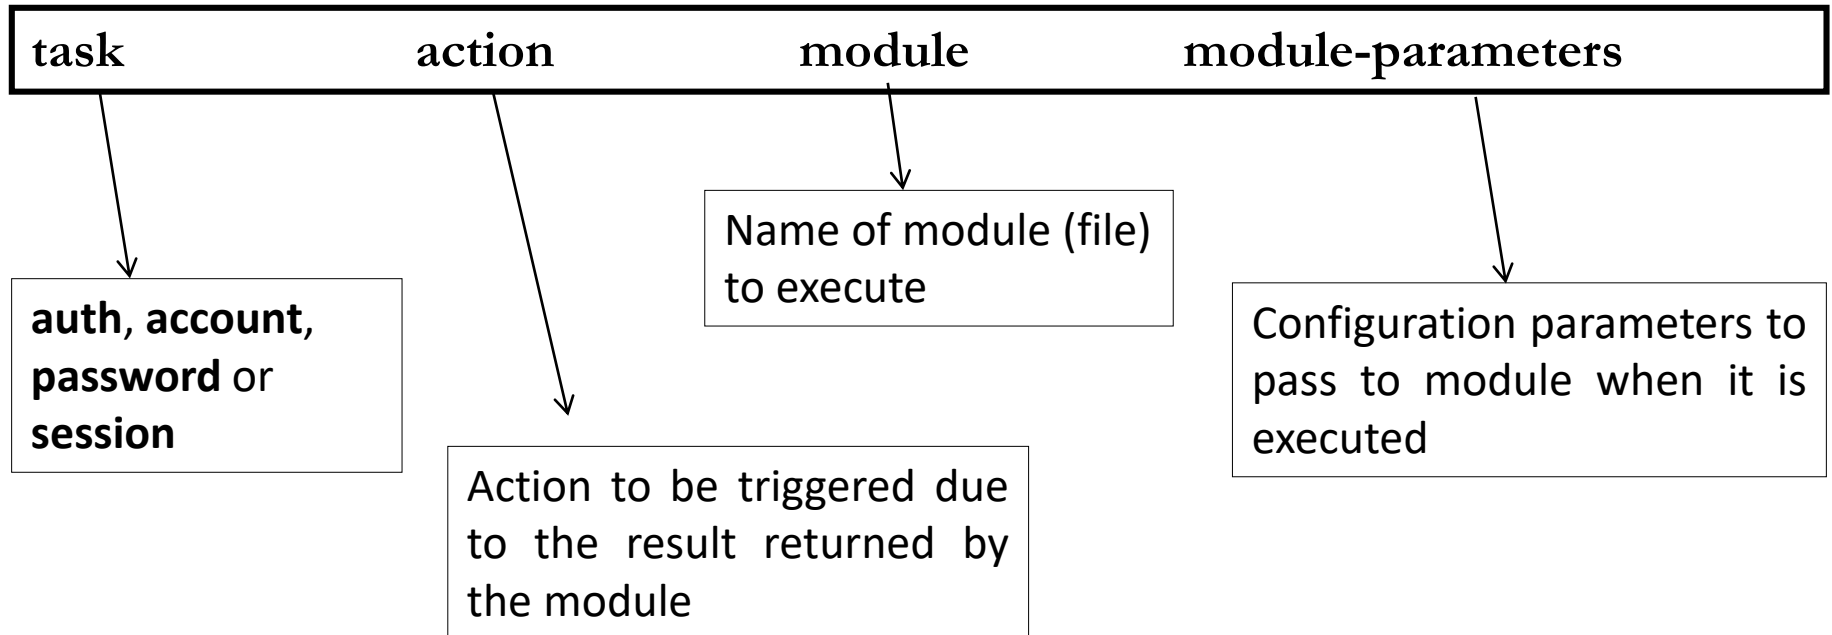 task action module module-parameters
auth, account,
password or
session
Action to be triggered due
to the result returned by
the module
Name of module (file)
to execute
Configuration parameters to
pass to module when it is
executed